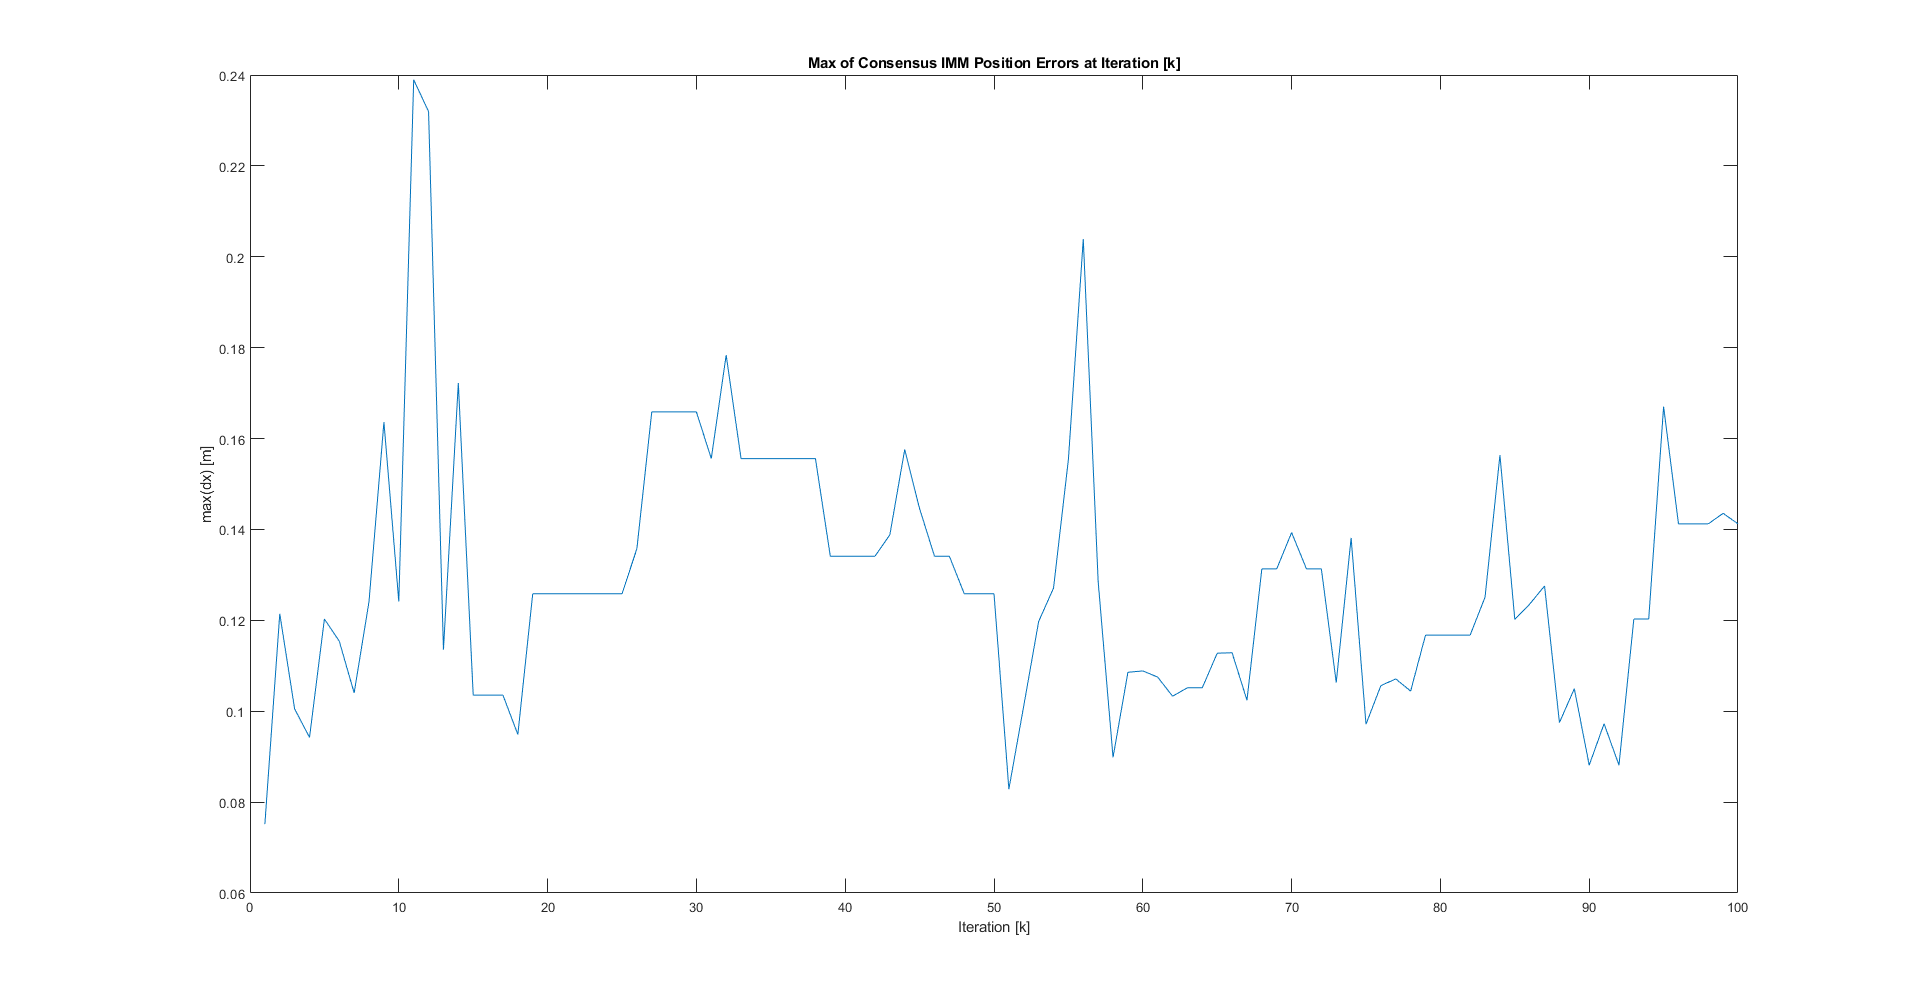 Max of Consensus IMM Position Errors at Iteration [k]
0.24
0.22
0.2
0.18
0.16
0.14
0.12
0.1
0.08
0.06
max(dx) [m]
0 10 20 30 40 50 60 70 80 90 100
Iteration [k]